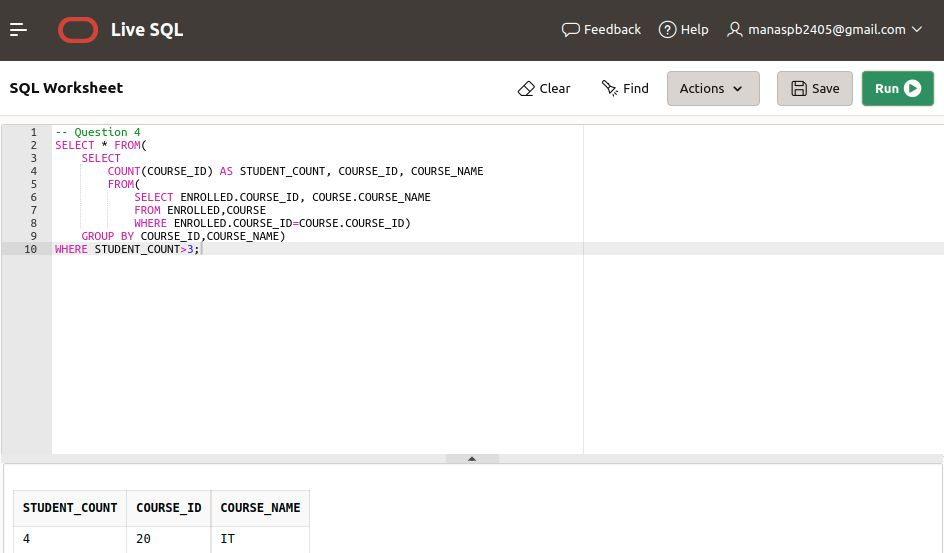 Live SQL
Feedback
Help
manaspb2405@gmail.com
SQL Worksheet
Clear
Find
Actions
Save
Run
1 -- Question 4
2 SELECT * FROM(
3 SELECT
4 COUNT(COURSE_ID) AS STUDENT_COUNT, COURSE_ID, COURSE_NAME
5 FROM(
6 SELECT ENROLLED.COURSE_ID, COURSE.COURSE_NAME
7 FROM ENROLLED,COURSE
8 WHERE ENROLLED.COURSE_ID=COURSE.COURSE_ID)
9 GROUP BY COURSE_ID,COURSE_NAME)
10 WHERE STUDENT_COUNT>3;
STUDENT_COUNT COURSE_ID COURSE_NAME
4 20 IT